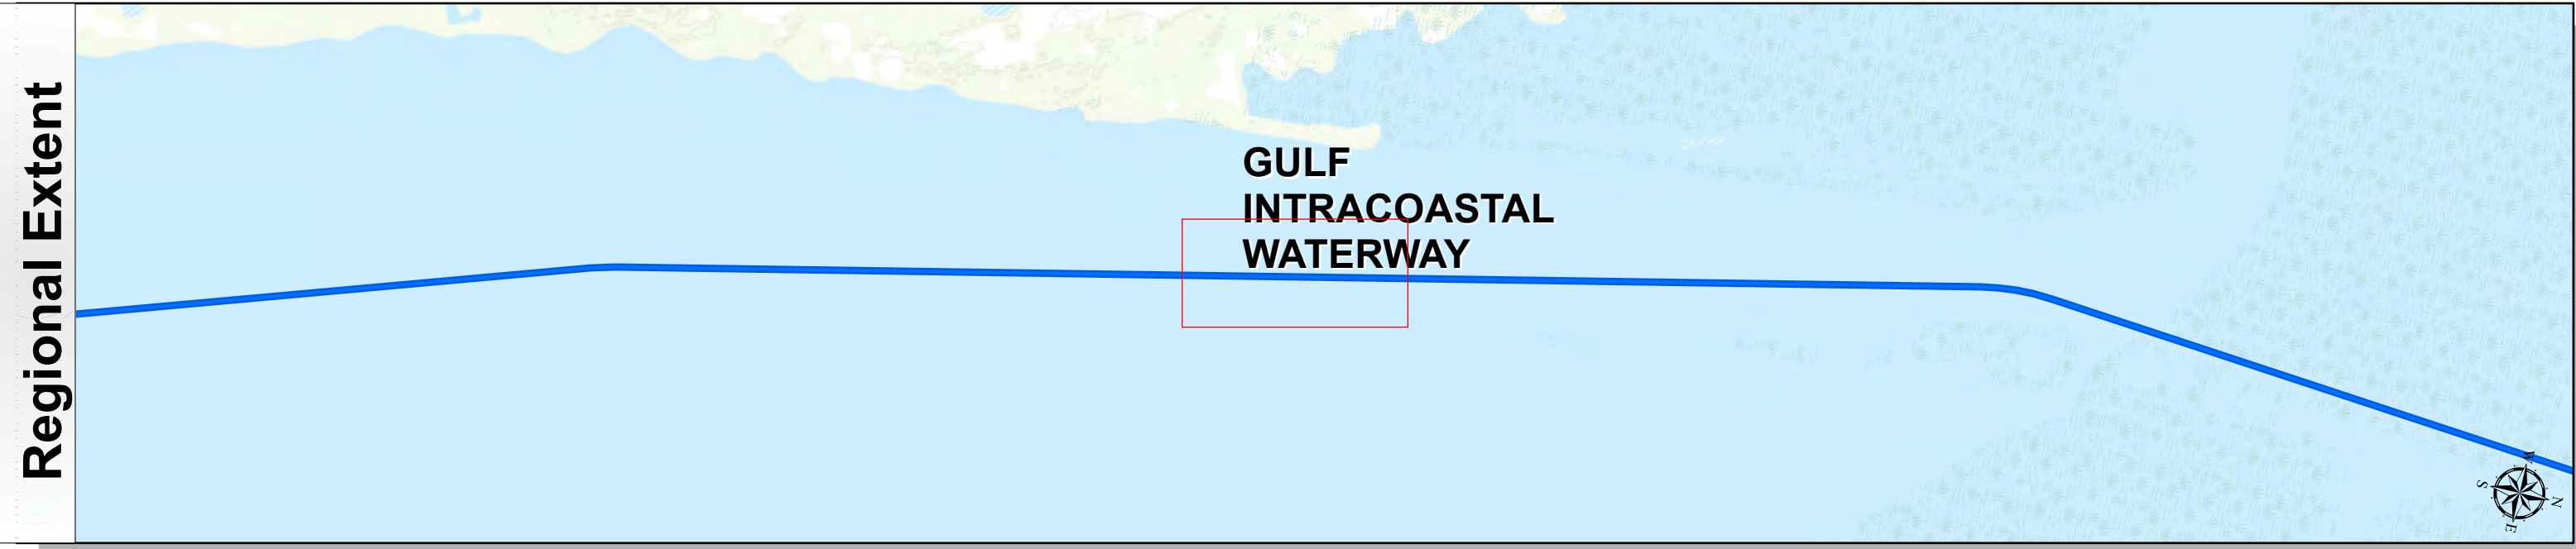 Regional Extent
GULF
INTRACOASTAL
WATERWAY
W
S
N
E